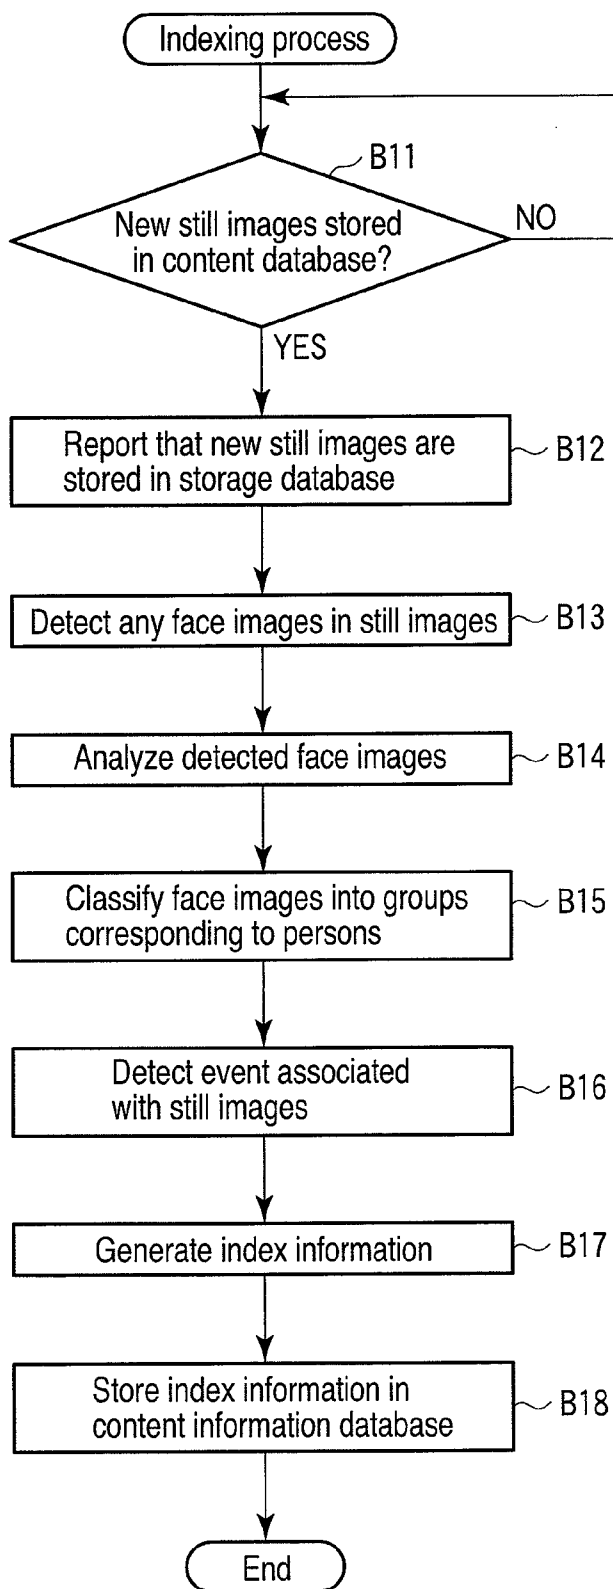 Indexing process
B11
New still images stored
in content database?
NO
YES
Report that new still images are
stored in storage database
B12
Detect any face images in still images
B13
Analyze detected face images
B14
Classify face images into groups
corresponding to persons
B15
Detect event associated
with still images
B16
Generate index information
B17
Store index information in
content information database
B18
End